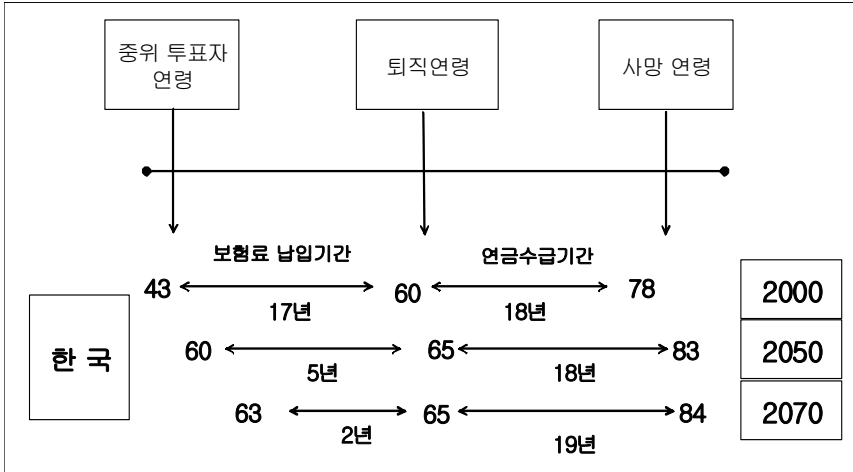 중위 투표자
연령
퇴직연령
사망 연령
보험료 납입기간
연금수급기간
43
60
78
2000
17년
18년
한 국
60
65
83
2050
5년
18년
63
65
84
2070
2년
19년